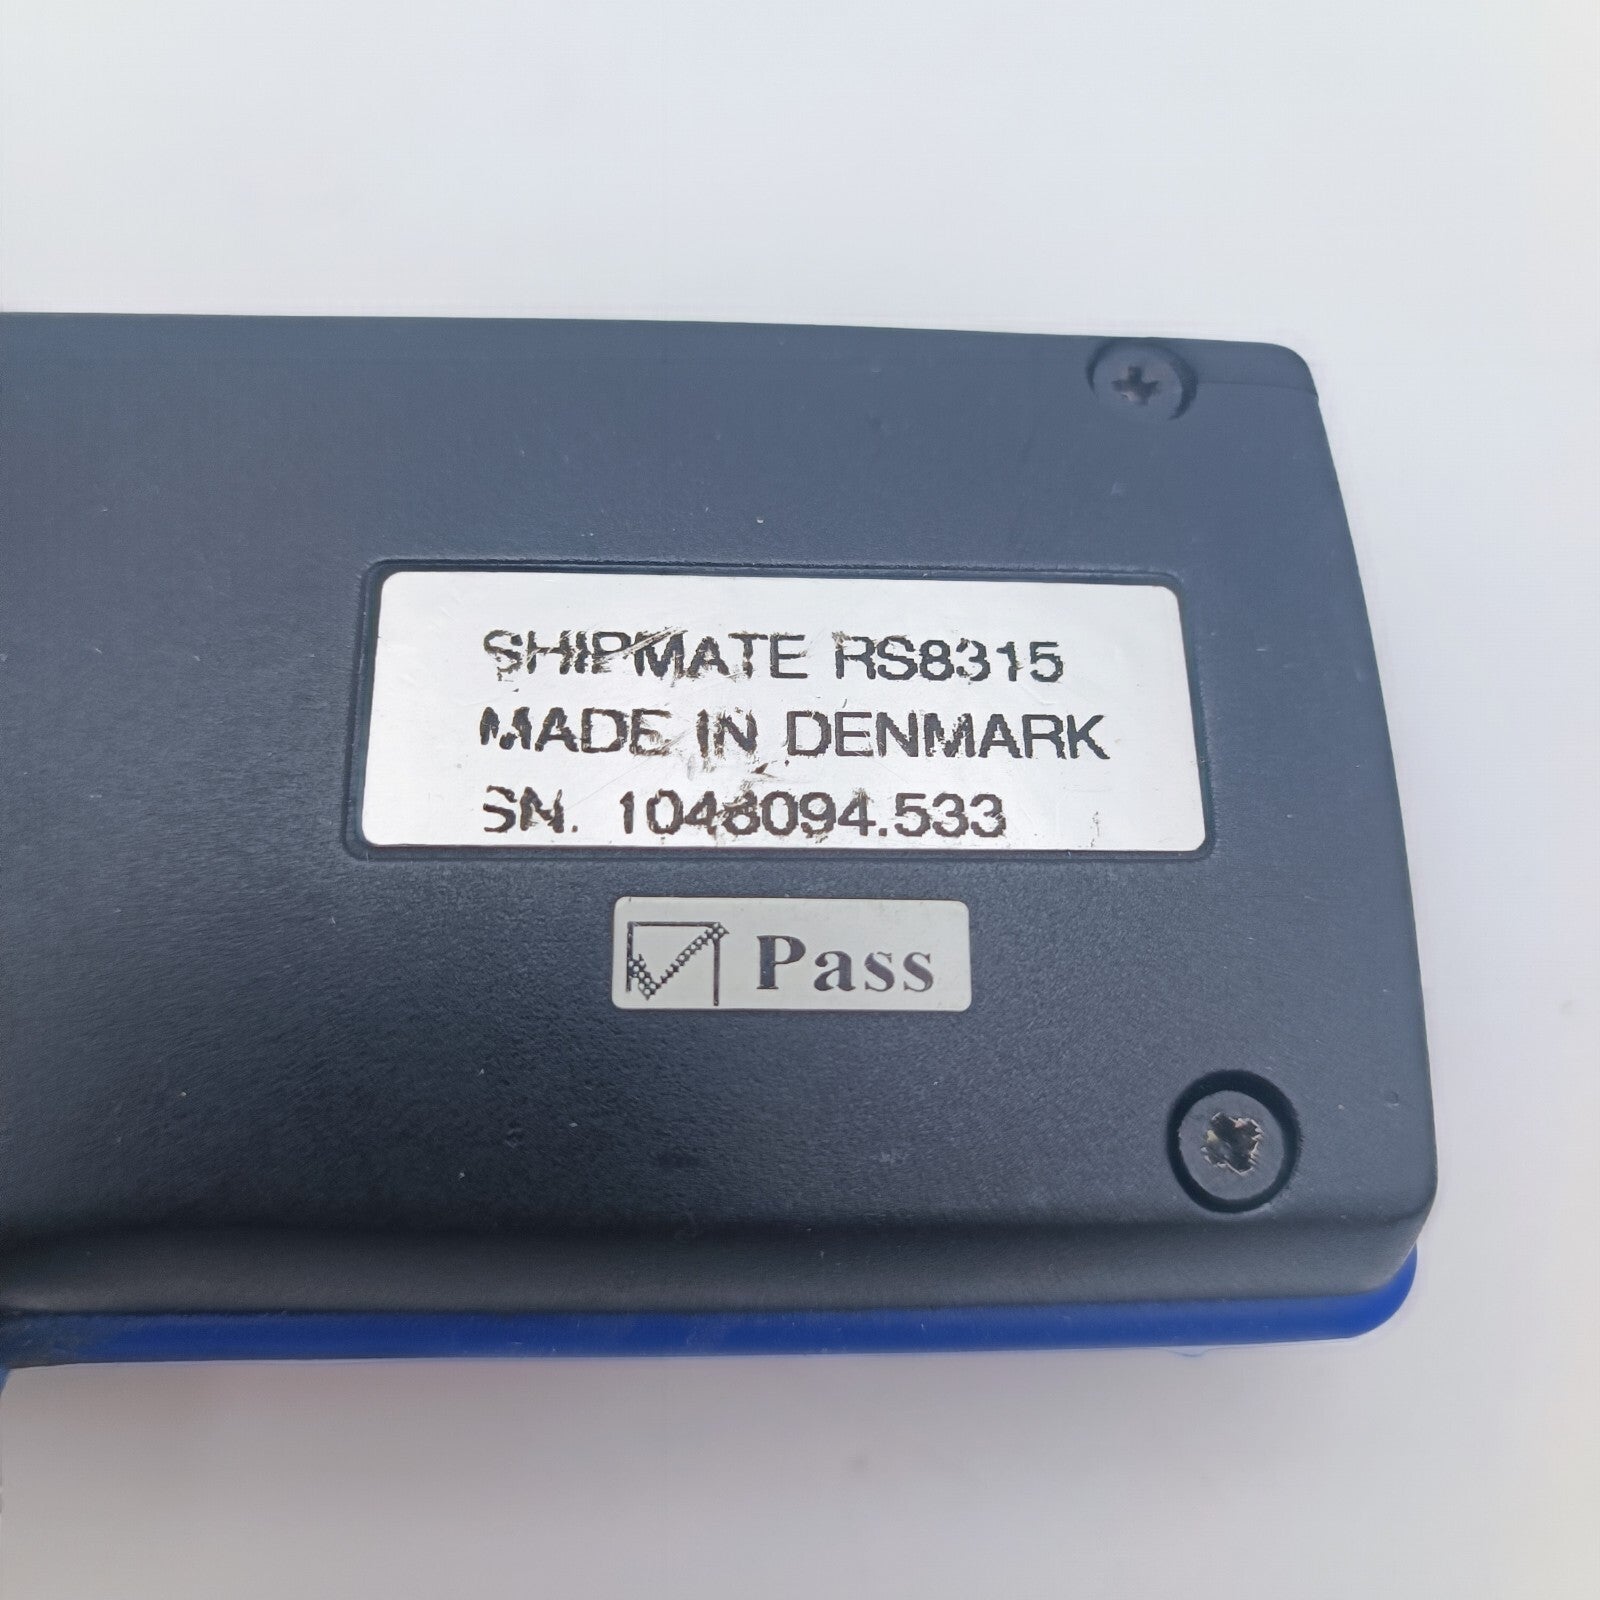 SHIPMATE RS8315
MADE IN DENMARK
SN. 1048094.533
Pass